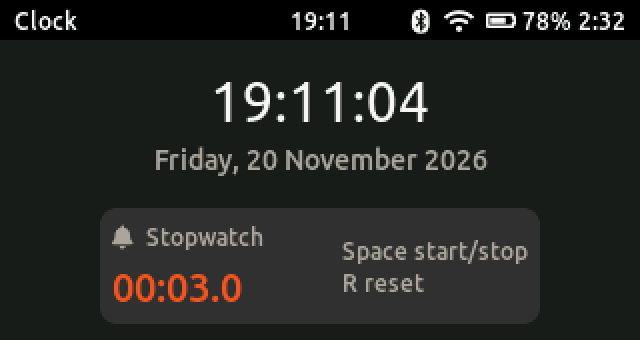 Clock 19:11 78% 2:32
19:11:04
Friday, 20 November 2026
Stopwatch
00:03.0
Space start/stop
R reset